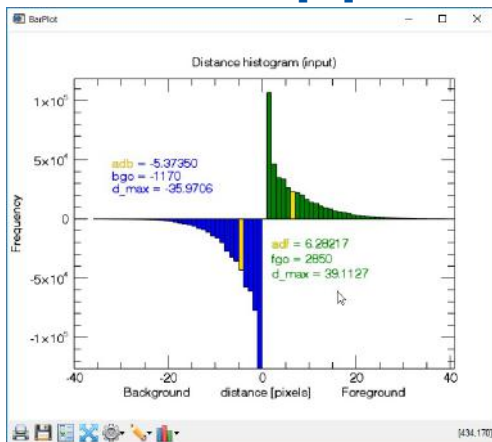 BarPlot
Distance histogram (input)
1×10⁵
5×10⁴
0
-5×10⁴
-1×10⁵
Frequency
adb = -5.37350
bgo = -1170
d_max = -35.9706
adf = 6.28217
fgo = 2850
d_max = 39.1127
-40 -20 0 20 40
Background distance [pixels] Foreground
[434,170]